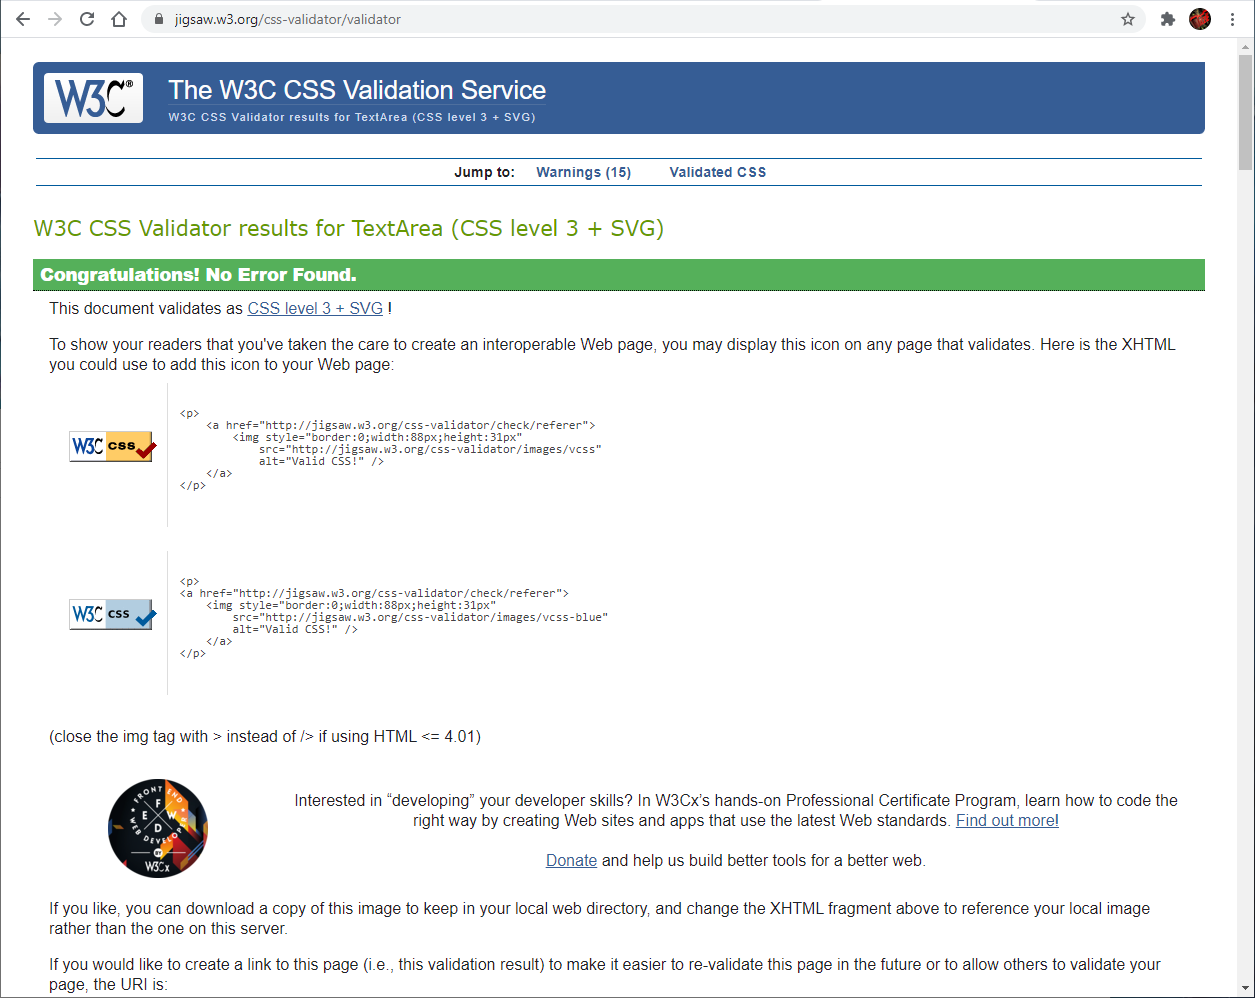 jigsaw.w3.org/css-validator/validator
W3C®
The W3C CSS Validation Service
W3C CSS Validator results for TextArea (CSS level 3 + SVG)
Jump to: Warnings (15) Validated CSS
W3C CSS Validator results for TextArea (CSS level 3 + SVG)
Congratulations! No Error Found.
This document validates as CSS level 3 + SVG !
To show your readers that you've taken the care to create an interoperable Web page, you may display this icon on any page that validates. Here is the XHTML
you could use to add this icon to your Web page:
W3C css
<p>
<a href="http://jigsaw.w3.org/css-validator/check/referer">
<img style="border:0;width:88px;height:31px"
src="http://jigsaw.w3.org/css-validator/images/vcss"
alt="Valid CSS!" />
</a>
</p>
W3C css
<p>
<a href="http://jigsaw.w3.org/css-validator/check/referer">
<img style="border:0;width:88px;height:31px"
src="http://jigsaw.w3.org/css-validator/images/vcss-blue"
alt="Valid CSS!" />
</a>
</p>
(close the img tag with > instead of /> if using HTML <= 4.01)
FRONT END
WEB DEVELOPER
F E W D
BY
W3Cx
Interested in “developing” your developer skills? In W3Cx’s hands-on Professional Certificate Program, learn how to code the
right way by creating Web sites and apps that use the latest Web standards. Find out more!
Donate and help us build better tools for a better web.
If you like, you can download a copy of this image to keep in your local web directory, and change the XHTML fragment above to reference your local image
rather than the one on this server.
If you would like to create a link to this page (i.e., this validation result) to make it easier to re-validate this page in the future or to allow others to validate your
page, the URI is: